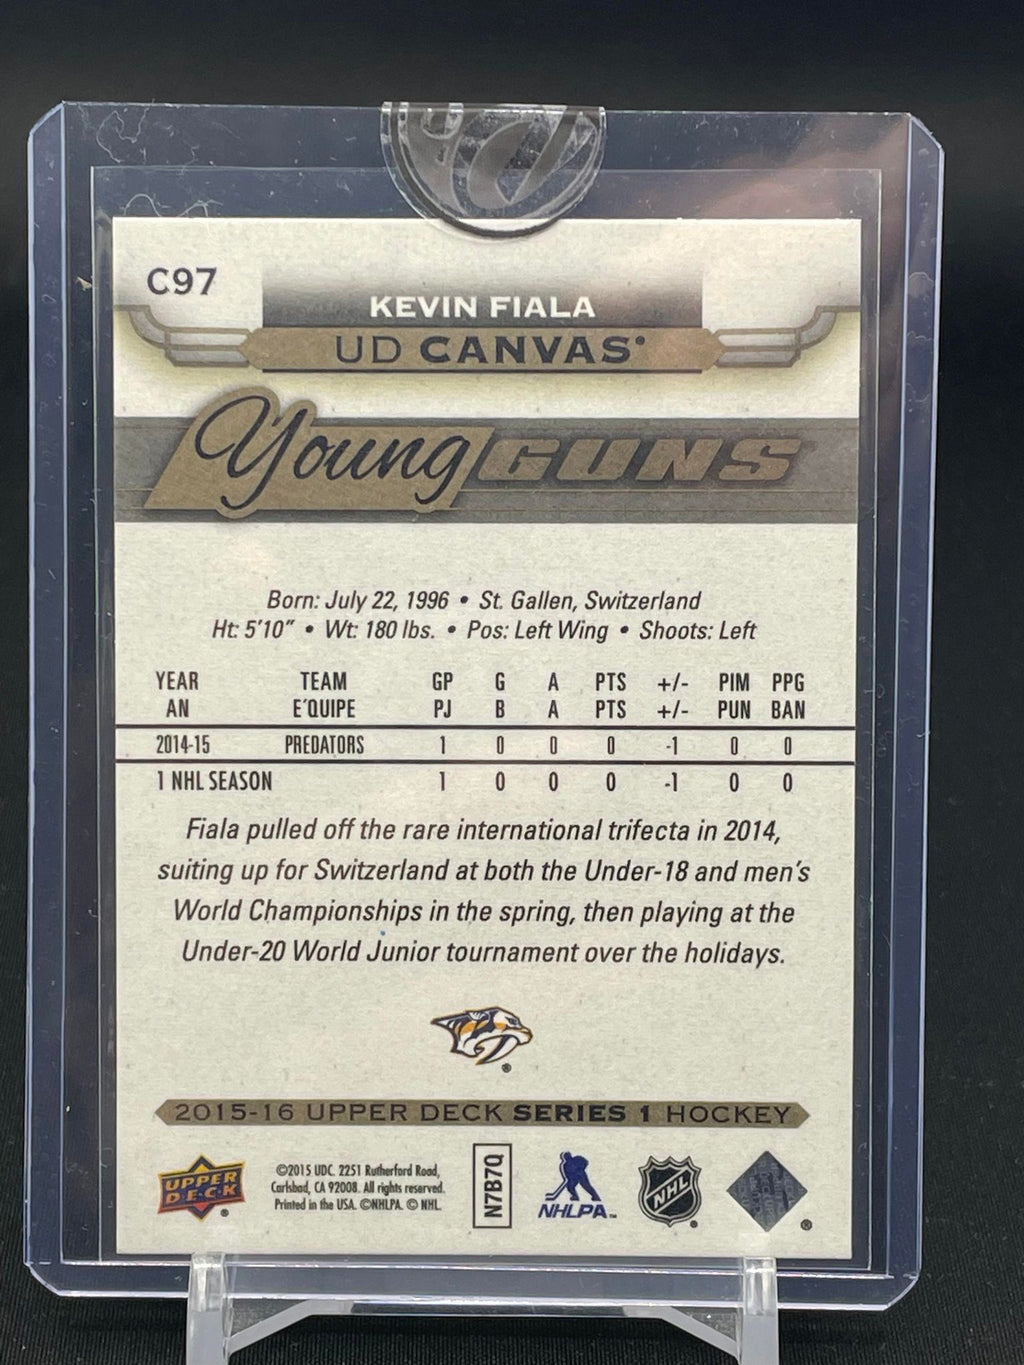 C97
KEVIN FIALA
UD CANVAS
Young GUNS
Born: July 22, 1996 • St. Gallen, Switzerland
Ht: 5'10" • Wt: 180 lbs. • Pos: Left Wing • Shoots: Left
YEAR TEAM GP G A PTS +/- PIM PPG
AN E'QUIPE PJ B A PTS +/- PUN BAN
2014-15 PREDATORS 1 0 0 0 -1 0 0
1 NHL SEASON 1 0 0 0 -1 0 0
Fiala pulled off the rare international trifecta in 2014,
suiting up for Switzerland at both the Under-18 and men's
World Championships in the spring, then playing at the
Under-20 World Junior tournament over the holidays.
®
2015-16 UPPER DECK SERIES 1 HOCKEY
UPPER
DECK ®
©2015 UDC. 2251 Rutherford Road,
Carlsbad, CA 92008. All rights reserved.
Printed in the USA. ©NHLPA. © NHL.
N7B7Q
NHLPA™
NHL ®
®